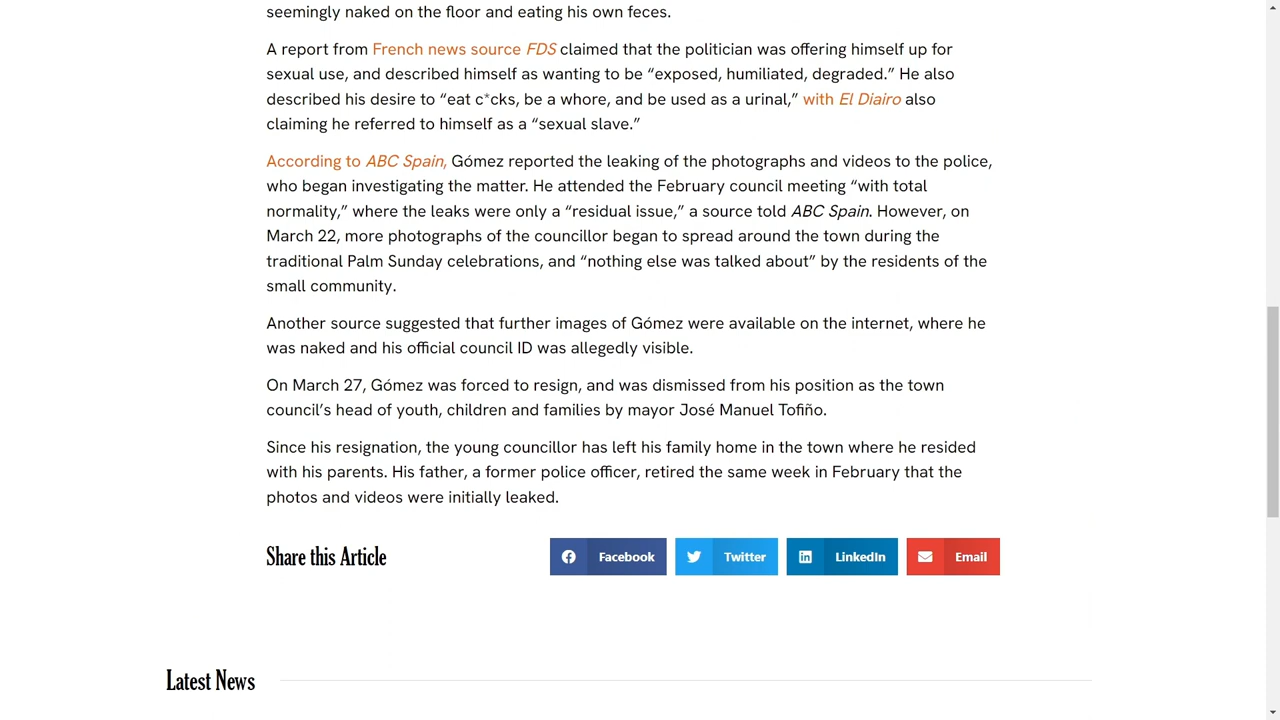 seemingly naked on the floor and eating his own feces.
A report from French news source FDS claimed that the politician was offering himself up for
sexual use, and described himself as wanting to be “exposed, humiliated, degraded.” He also
described his desire to “eat c*cks, be a whore, and be used as a urinal,” with El Diairo also
claiming he referred to himself as a “sexual slave.”
According to ABC Spain, Gómez reported the leaking of the photographs and videos to the police,
who began investigating the matter. He attended the February council meeting “with total
normality,” where the leaks were only a “residual issue,” a source told ABC Spain. However, on
March 22, more photographs of the councillor began to spread around the town during the
traditional Palm Sunday celebrations, and “nothing else was talked about” by the residents of the
small community.
Another source suggested that further images of Gómez were available on the internet, where he
was naked and his official council ID was allegedly visible.
On March 27, Gómez was forced to resign, and was dismissed from his position as the town
council’s head of youth, children and families by mayor José Manuel Tofiño.
Since his resignation, the young councillor has left his family home in the town where he resided
with his parents. His father, a former police officer, retired the same week in February that the
photos and videos were initially leaked.
Share this Article
Facebook
Twitter
LinkedIn
Email
Latest News